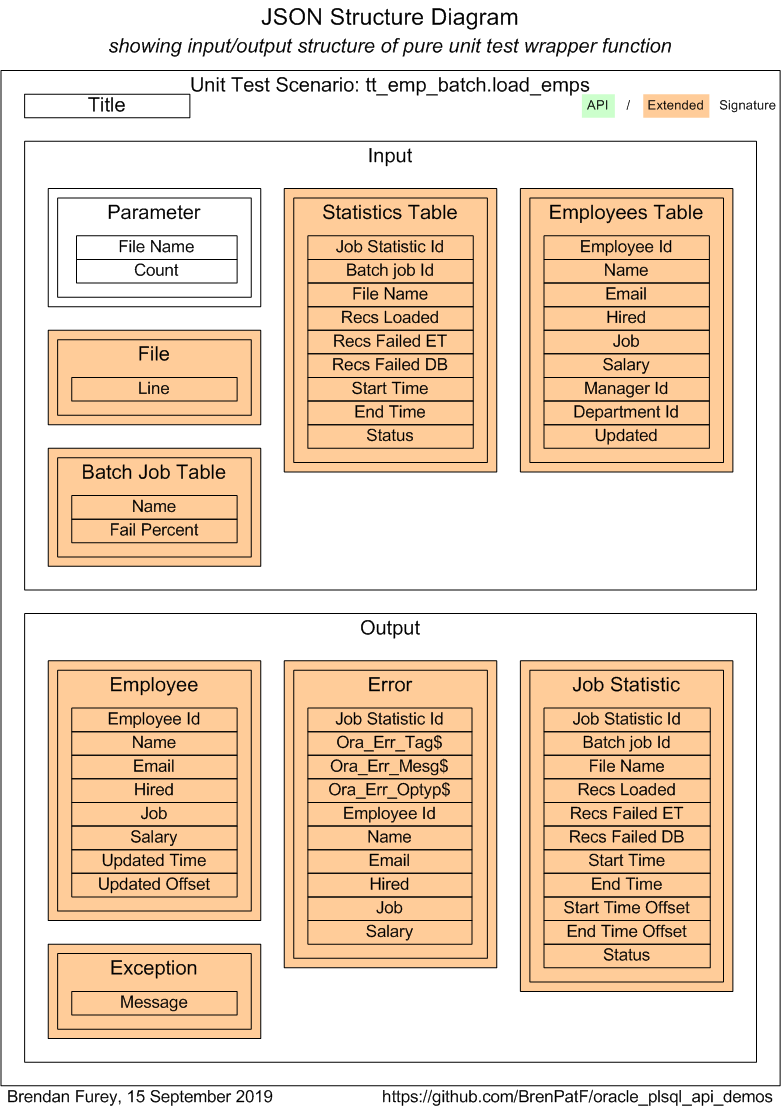 JSON Structure Diagram
showing input/output structure of pure unit test wrapper function
Unit Test Scenario: tt_emp_batch.load_emps
Title
API / Extended Signature
Input
Parameter
File Name
Count
File
Line
Batch Job Table
Name
Fail Percent
Statistics Table
Job Statistic Id
Batch job Id
File Name
Recs Loaded
Recs Failed ET
Recs Failed DB
Start Time
End Time
Status
Employees Table
Employee Id
Name
Email
Hired
Job
Salary
Manager Id
Department Id
Updated
Output
Employee
Employee Id
Name
Email
Hired
Job
Salary
Updated Time
Updated Offset
Exception
Message
Error
Job Statistic Id
Ora_Err_Tag$
Ora_Err_Mesg$
Ora_Err_Optyp$
Employee Id
Name
Email
Hired
Job
Salary
Job Statistic
Job Statistic Id
Batch job Id
File Name
Recs Loaded
Recs Failed ET
Recs Failed DB
Start Time
End Time
Start Time Offset
End Time Offset
Status
Brendan Furey, 15 September 2019
https://github.com/BrenPatF/oracle_plsql_api_demos